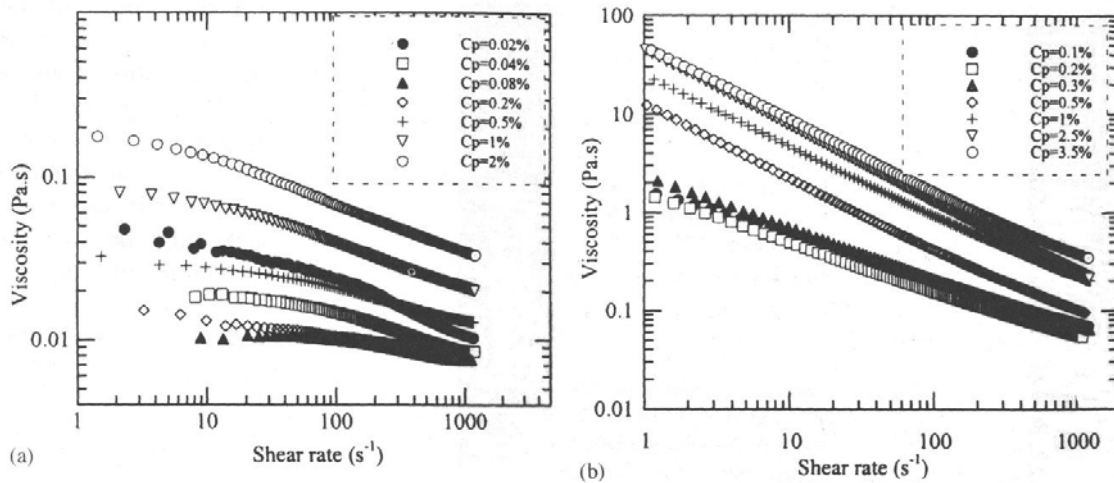 Cp=0.02%
Cp=0.04%
Cp=0.08%
Cp=0.2%
Cp=0.5%
Cp=1%
Cp=2%
Viscosity (Pa.s)
0.1
0.01
1
10
100
1000
Shear rate (s⁻¹)
(a)
Cp=0.1%
Cp=0.2%
Cp=0.3%
Cp=0.5%
Cp=1%
Cp=2.5%
Cp=3.5%
Viscosity (Pa.s)
100
10
1
0.1
0.01
1
10
100
1000
Shear rate (s⁻¹)
(b)